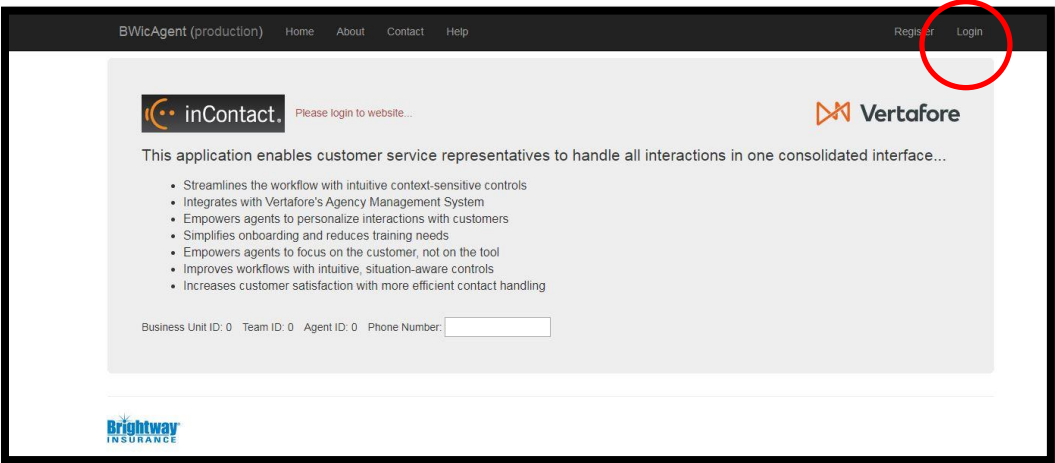 BWicAgent (production) Home About Contact Help Register Login
inContact. Please login to website... Vertafore
This application enables customer service representatives to handle all interactions in one consolidated interface...
• Streamlines the workflow with intuitive context-sensitive controls
• Integrates with Vertafore's Agency Management System
• Empowers agents to personalize interactions with customers
• Simplifies onboarding and reduces training needs
• Empowers agents to focus on the customer, not on the tool
• Improves workflows with intuitive, situation-aware controls
• Increases customer satisfaction with more efficient contact handling
Business Unit ID: 0 Team ID: 0 Agent ID: 0 Phone Number:
Brightway
INSURANCE